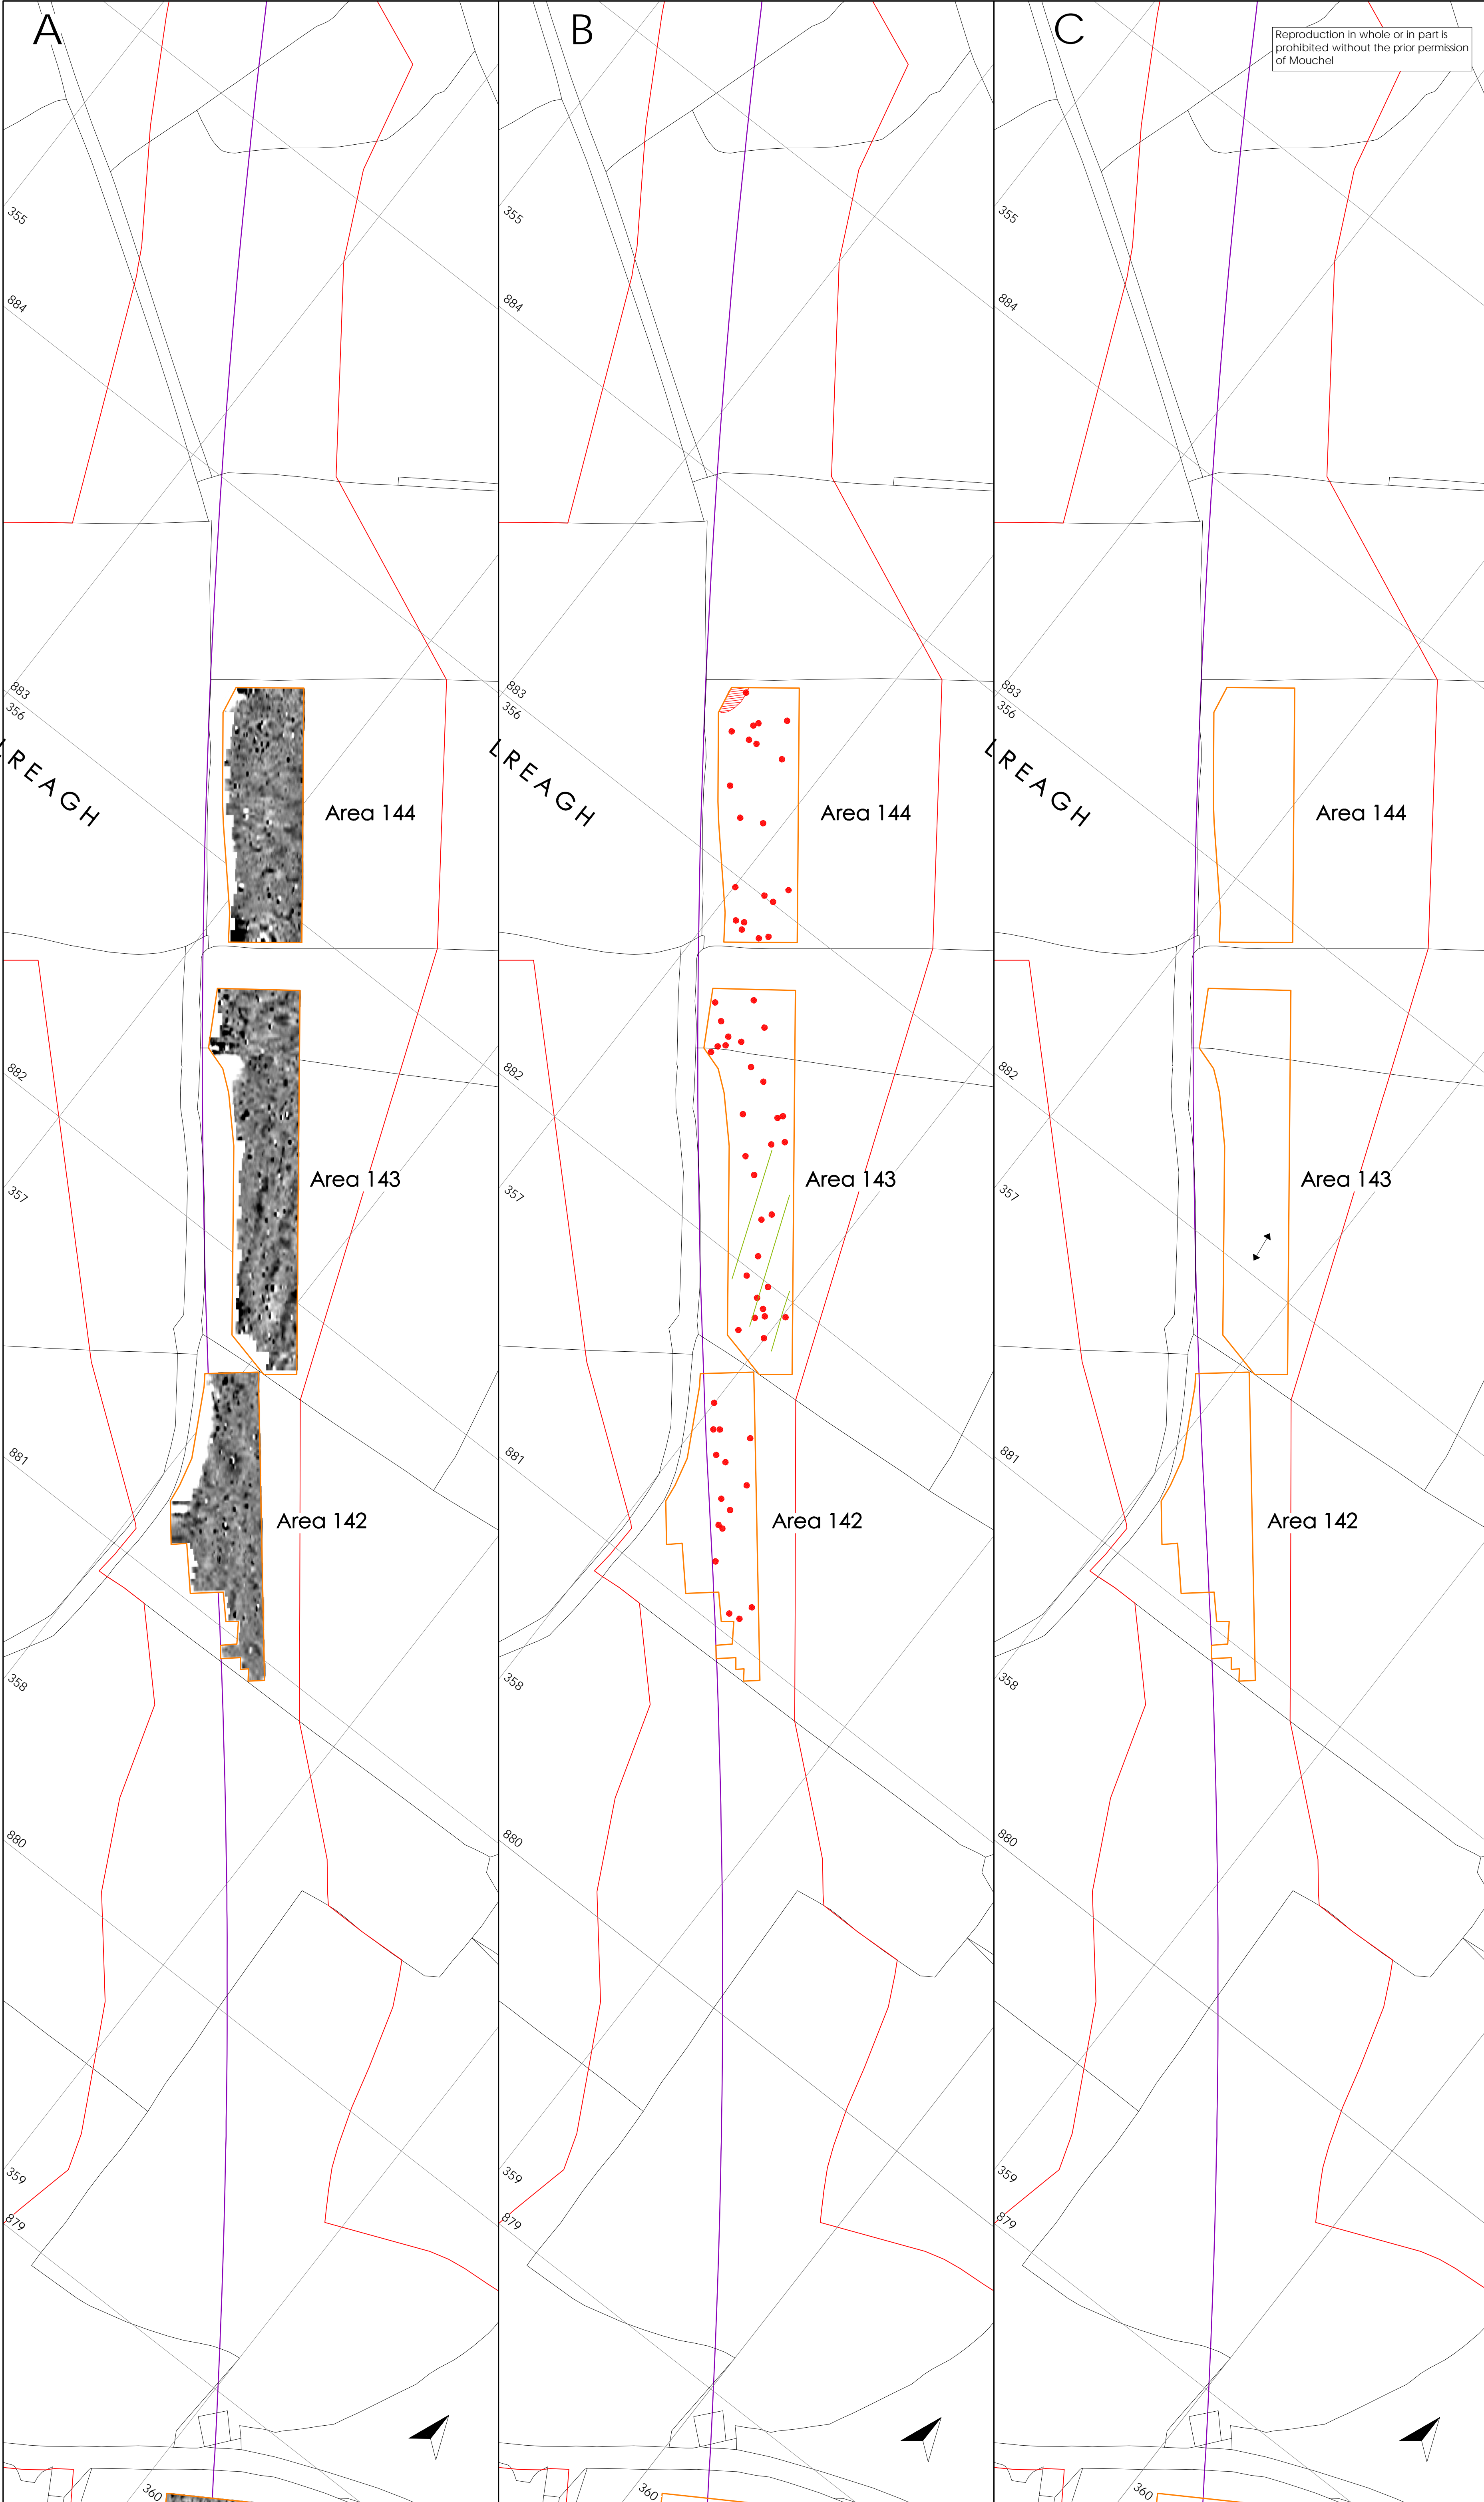 A
355
884
883
356
LREAGH
Area 144
882
Area 143
357
881
Area 142
358
880
359
879
360
B
355
884
883
356
LREAGH
Area 144
882
Area 143
357
881
Area 142
358
880
359
879
360
C
Reproduction in whole or in part is
prohibited without the prior permission
of Mouchel
355
884
883
356
LREAGH
Area 144
882
Area 143
357
881
Area 142
358
880
359
879
360